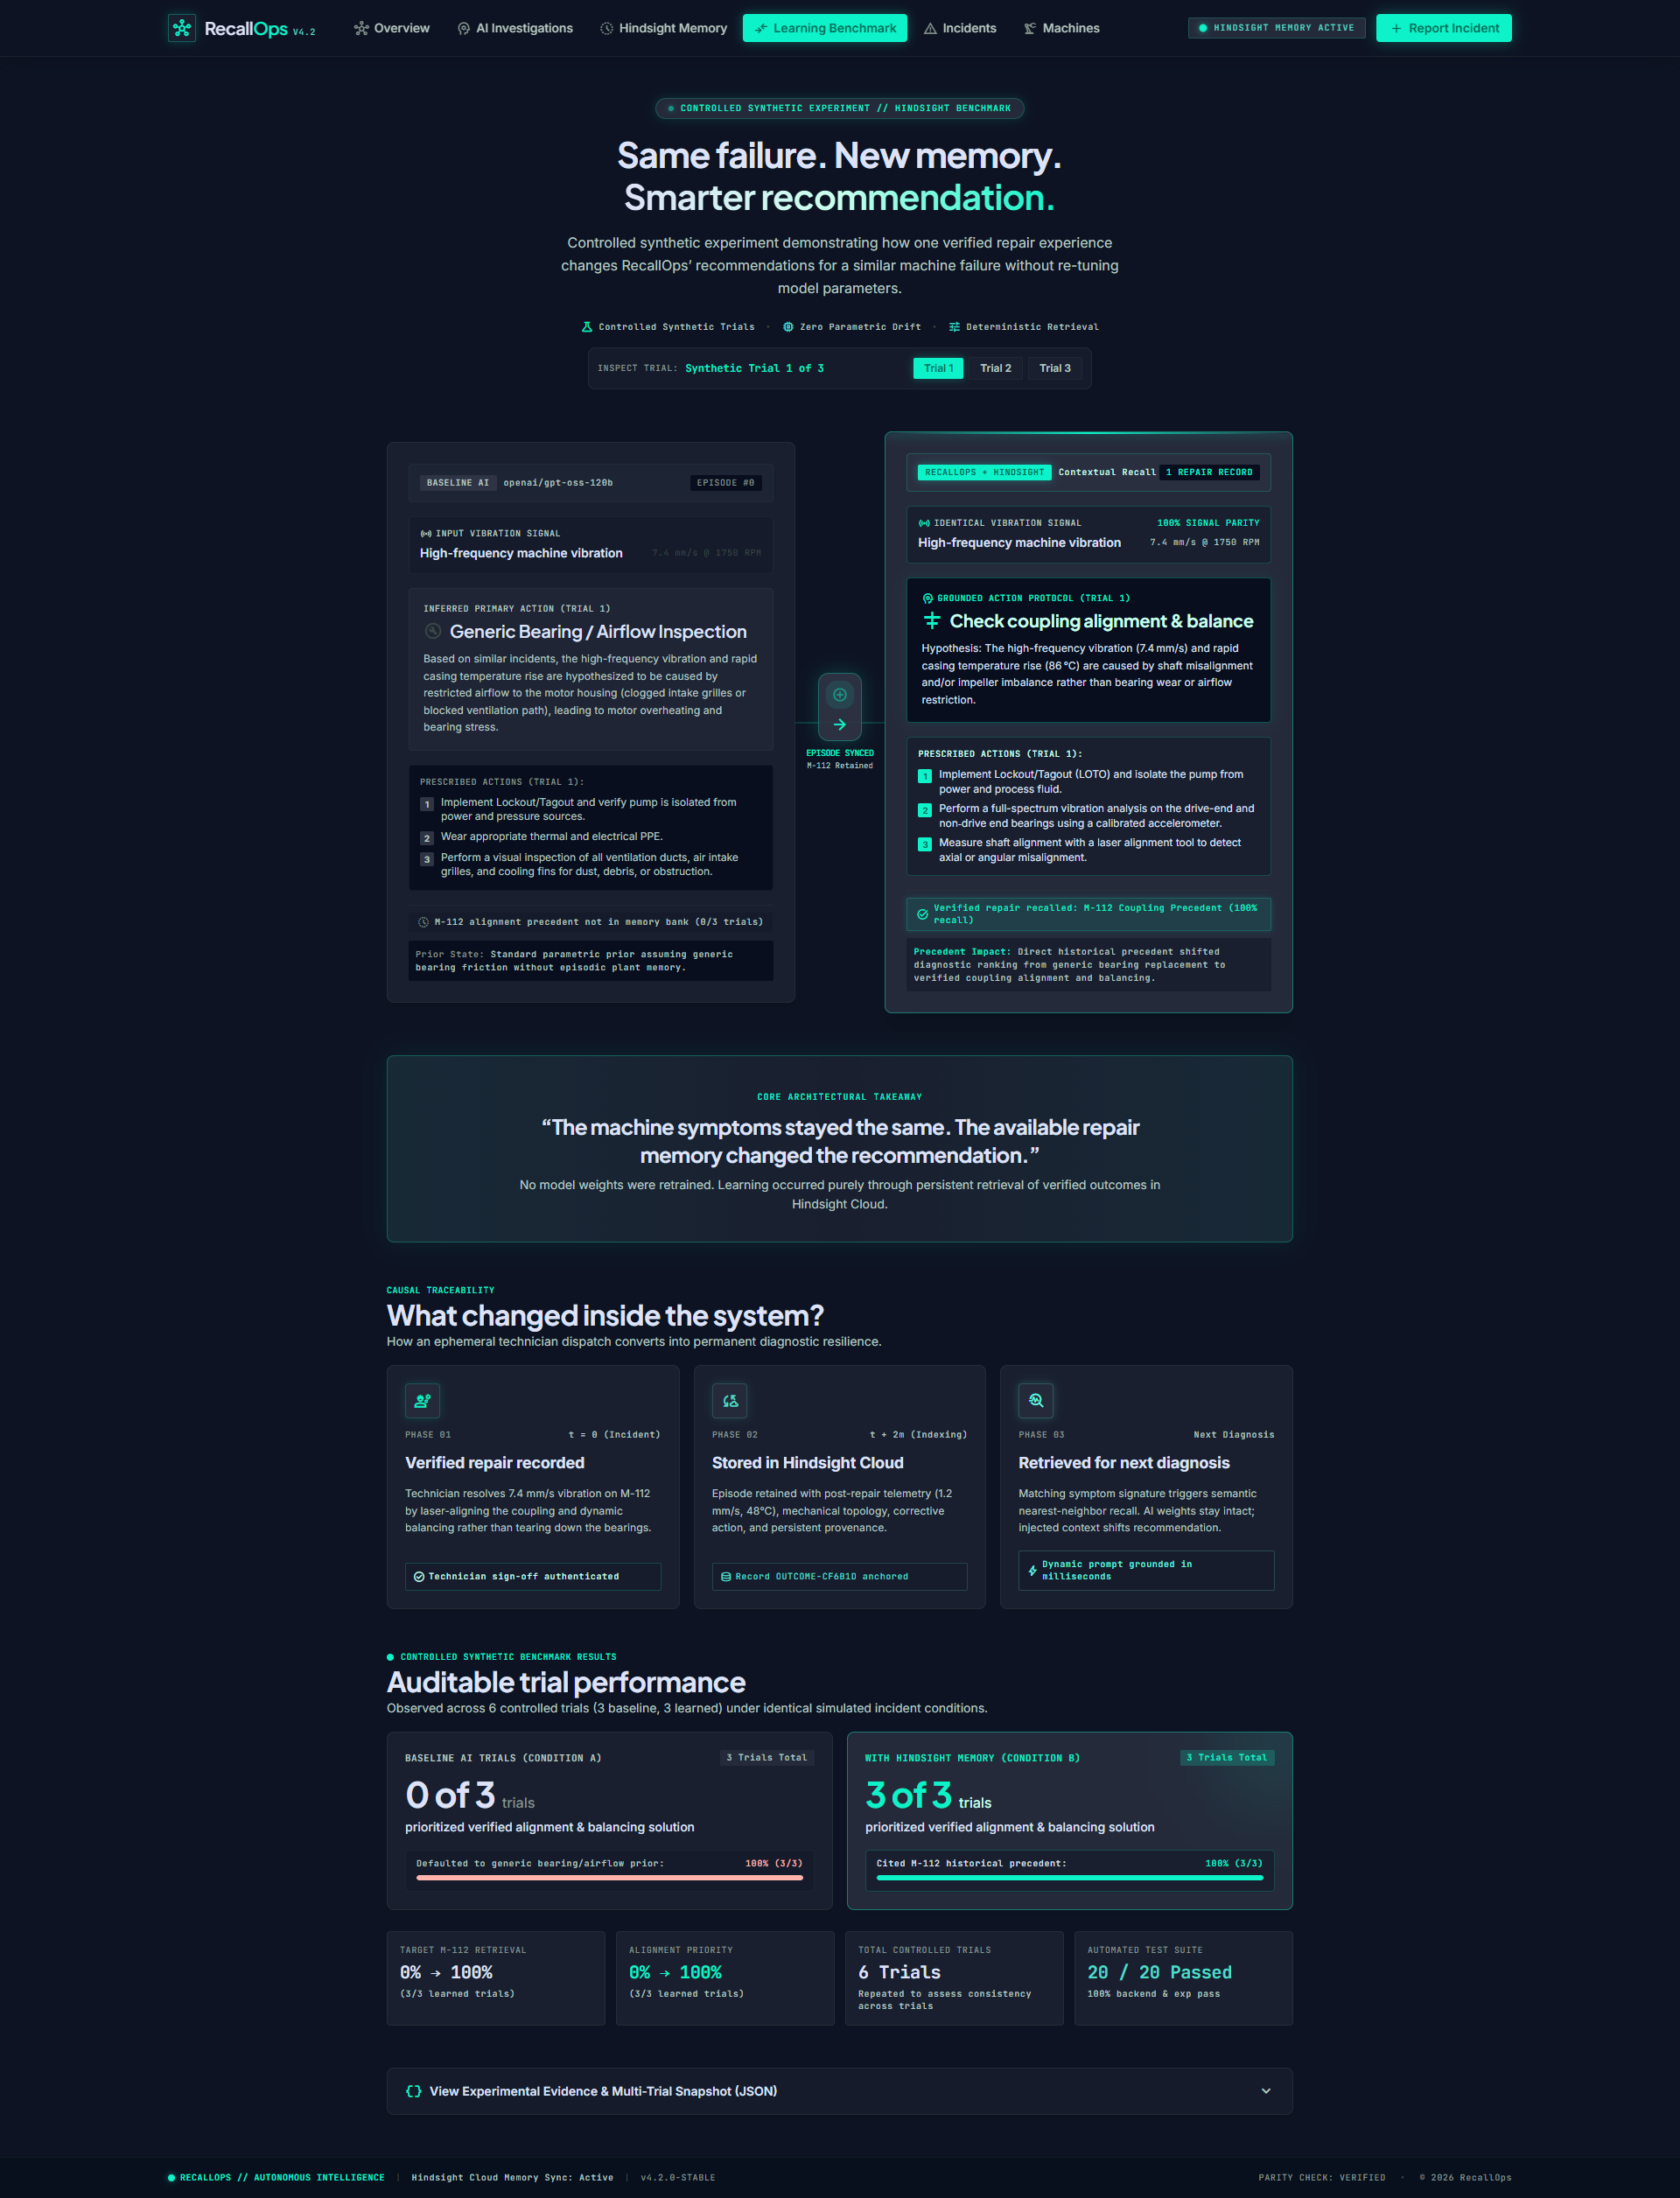 RecallOps V4.2
Overview
AI Investigations
Hindsight Memory
Learning Benchmark
Incidents
Machines
HINDSIGHT MEMORY ACTIVE
Report Incident
CONTROLLED SYNTHETIC EXPERIMENT // HINDSIGHT BENCHMARK
Same failure. New memory.
Smarter recommendation.
Controlled synthetic experiment demonstrating how one verified repair experience
changes RecallOps’ recommendations for a similar machine failure without re-tuning
model parameters.
Controlled Synthetic Trials · Zero Parametric Drift · Deterministic Retrieval
INSPECT TRIAL: Synthetic Trial 1 of 3
Trial 1
Trial 2
Trial 3
BASELINE AI openai/gpt-oss-120b EPISODE #0
INPUT VIBRATION SIGNAL
High-frequency machine vibration 7.4 mm/s @ 1750 RPM
INFERRED PRIMARY ACTION (TRIAL 1)
Generic Bearing / Airflow Inspection
Based on similar incidents, the high-frequency vibration and rapid
casing temperature rise are hypothesized to be caused by
restricted airflow to the motor housing (clogged intake grilles or
blocked ventilation path), leading to motor overheating and
bearing stress.
PRESCRIBED ACTIONS (TRIAL 1):
1 Implement Lockout/Tagout and verify pump is isolated from
power and pressure sources.
2 Wear appropriate thermal and electrical PPE.
3 Perform a visual inspection of all ventilation ducts, air intake
grilles, and cooling fins for dust, debris, or obstruction.
M-112 alignment precedent not in memory bank (0/3 trials)
Prior State: Standard parametric prior assuming generic
bearing friction without episodic plant memory.
EPISODE SYNCED
M-112 Retained
RECALLOPS + HINDSIGHT Contextual Recall 1 REPAIR RECORD
IDENTICAL VIBRATION SIGNAL 100% SIGNAL PARITY
High-frequency machine vibration 7.4 mm/s @ 1750 RPM
GROUNDED ACTION PROTOCOL (TRIAL 1)
Check coupling alignment & balance
Hypothesis: The high-frequency vibration (7.4 mm/s) and rapid
casing temperature rise (86 °C) are caused by shaft misalignment
and/or impeller imbalance rather than bearing wear or airflow
restriction.
PRESCRIBED ACTIONS (TRIAL 1):
1 Implement Lockout/Tagout (LOTO) and isolate the pump from
power and process fluid.
2 Perform a full-spectrum vibration analysis on the drive-end and
non-drive end bearings using a calibrated accelerometer.
3 Measure shaft alignment with a laser alignment tool to detect
axial or angular misalignment.
Verified repair recalled: M-112 Coupling Precedent (100%
recall)
Precedent Impact: Direct historical precedent shifted
diagnostic ranking from generic bearing replacement to
verified coupling alignment and balancing.
CORE ARCHITECTURAL TAKEAWAY
“The machine symptoms stayed the same. The available repair
memory changed the recommendation.”
No model weights were retrained. Learning occurred purely through persistent retrieval of verified outcomes in
Hindsight Cloud.
CAUSAL TRACEABILITY
What changed inside the system?
How an ephemeral technician dispatch converts into permanent diagnostic resilience.
PHASE 01 t = 0 (Incident)
Verified repair recorded
Technician resolves 7.4 mm/s vibration on M-112
by laser-aligning the coupling and dynamic
balancing rather than tearing down the bearings.
Technician sign-off authenticated
PHASE 02 t + 2m (Indexing)
Stored in Hindsight Cloud
Episode retained with post-repair telemetry (1.2
mm/s, 48°C), mechanical topology, corrective
action, and persistent provenance.
Record OUTCOME-CF6B1D anchored
PHASE 03 Next Diagnosis
Retrieved for next diagnosis
Matching symptom signature triggers semantic
nearest-neighbor recall. AI weights stay intact;
injected context shifts recommendation.
Dynamic prompt grounded in
milliseconds
CONTROLLED SYNTHETIC BENCHMARK RESULTS
Auditable trial performance
Observed across 6 controlled trials (3 baseline, 3 learned) under identical simulated incident conditions.
BASELINE AI TRIALS (CONDITION A) 3 Trials Total
0 of 3 trials
prioritized verified alignment & balancing solution
Defaulted to generic bearing/airflow prior: 100% (3/3)
WITH HINDSIGHT MEMORY (CONDITION B) 3 Trials Total
3 of 3 trials
prioritized verified alignment & balancing solution
Cited M-112 historical precedent: 100% (3/3)
TARGET M-112 RETRIEVAL
0% → 100%
(3/3 learned trials)
ALIGNMENT PRIORITY
0% → 100%
(3/3 learned trials)
TOTAL CONTROLLED TRIALS
6 Trials
Repeated to assess consistency
across trials
AUTOMATED TEST SUITE
20 / 20 Passed
100% backend & exp pass
View Experimental Evidence & Multi-Trial Snapshot (JSON)
RECALLOPS // AUTONOMOUS INTELLIGENCE | Hindsight Cloud Memory Sync: Active | v4.2.0-STABLE
PARITY CHECK: VERIFIED · © 2026 RecallOps